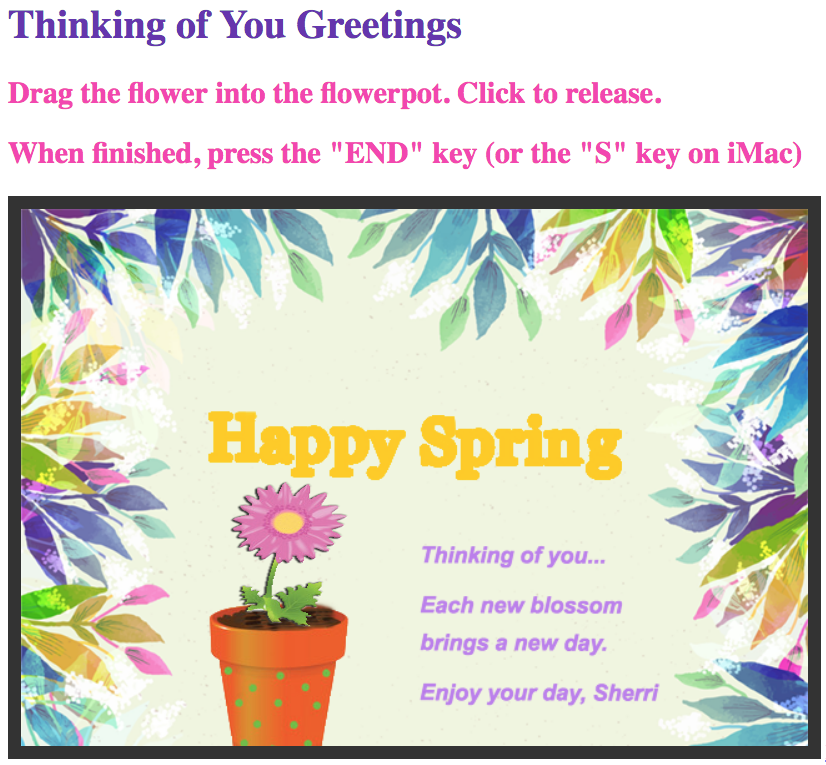 Thinking of You Greetings
Drag the flower into the flowerpot. Click to release.
When finished, press the "END" key (or the "S" key on iMac)
Happy Spring
Thinking of you...
Each new blossom
brings a new day.
Enjoy your day, Sherri